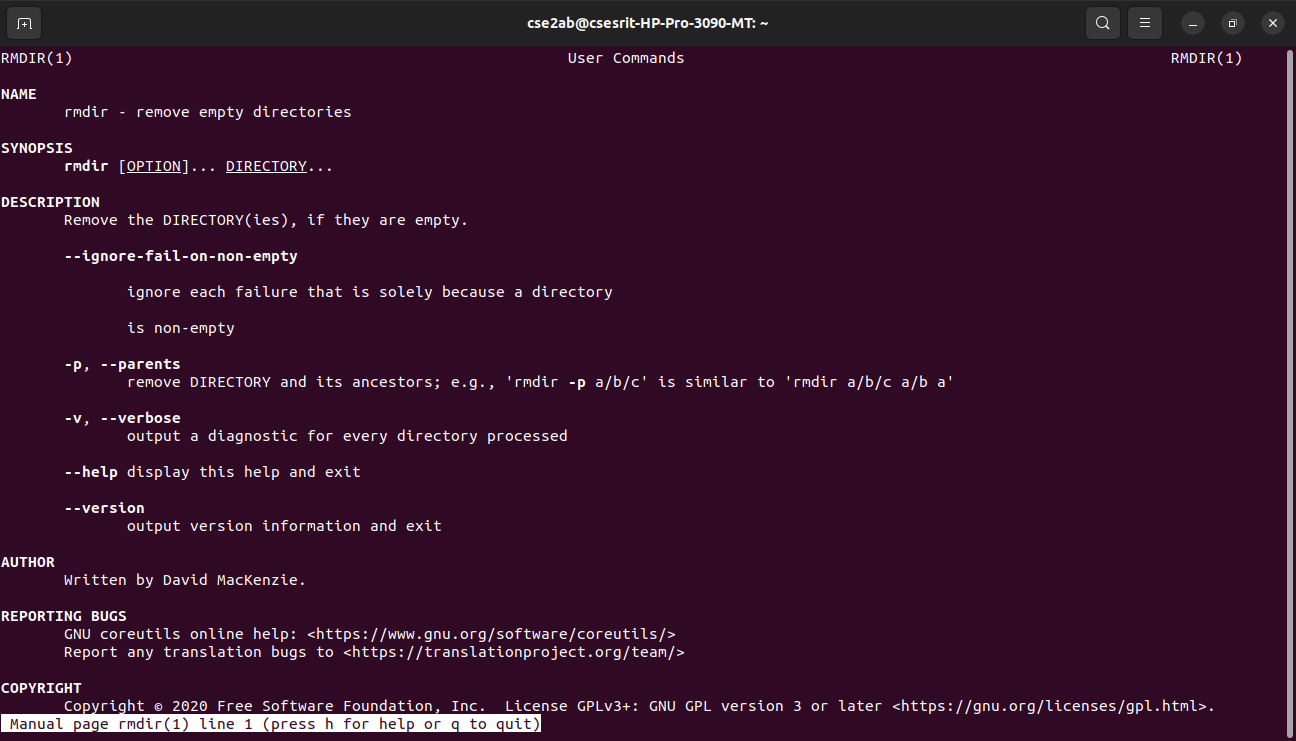 cse2ab@csesrit-HP-Pro-3090-MT: ~
RMDIR(1) User Commands RMDIR(1)
NAME
rmdir - remove empty directories
SYNOPSIS
rmdir [OPTION]... DIRECTORY...
DESCRIPTION
Remove the DIRECTORY(ies), if they are empty.
--ignore-fail-on-non-empty
ignore each failure that is solely because a directory
is non-empty
-p, --parents
remove DIRECTORY and its ancestors; e.g., 'rmdir -p a/b/c' is similar to 'rmdir a/b/c a/b a'
-v, --verbose
output a diagnostic for every directory processed
--help display this help and exit
--version
output version information and exit
AUTHOR
Written by David MacKenzie.
REPORTING BUGS
GNU coreutils online help: <https://www.gnu.org/software/coreutils/>
Report any translation bugs to <https://translationproject.org/team/>
COPYRIGHT
Copyright © 2020 Free Software Foundation, Inc.  License GPLv3+: GNU GPL version 3 or later <https://gnu.org/licenses/gpl.html>.
Manual page rmdir(1) line 1 (press h for help or q to quit)